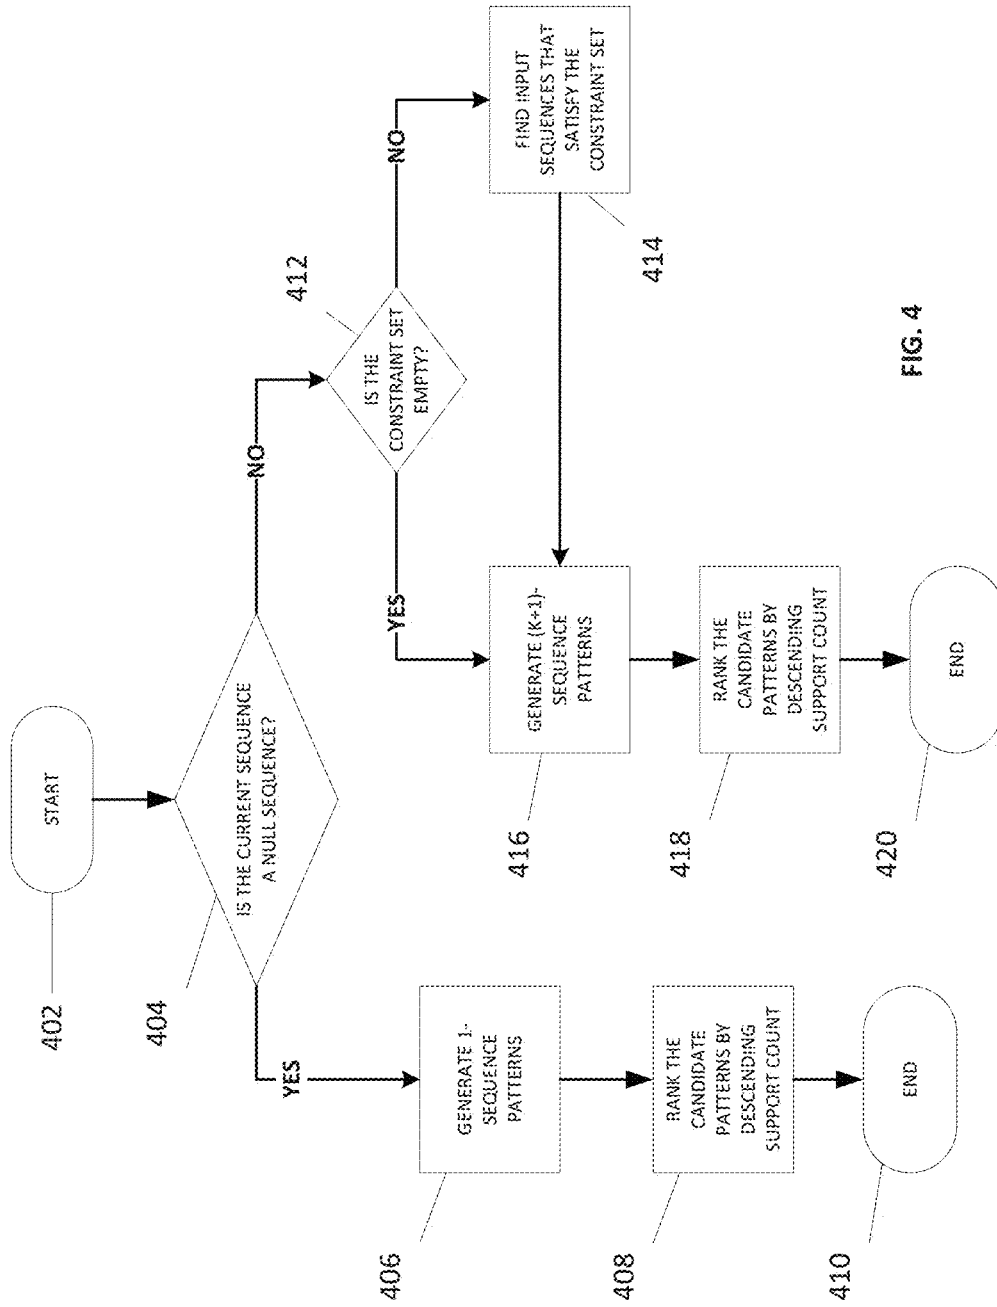 START
402
IS THE CURRENT SEQUENCE
A NULL SEQUENCE?
404
YES
NO
GENERATE 1-
SEQUENCE
PATTERNS
406
RANK THE
CANDIDATE
PATTERNS BY
DESCENDING
SUPPORT COUNT
408
END
410
IS THE
CONSTRAINT SET
EMPTY?
412
YES
NO
FIND INPUT
SEQUENCES THAT
SATISFY THE
CONSTRAINT SET
414
GENERATE (K+1)-
SEQUENCE
PATTERNS
416
RANK THE
CANDIDATE
PATTERNS BY
DESCENDING
SUPPORT COUNT
418
END
420
FIG. 4